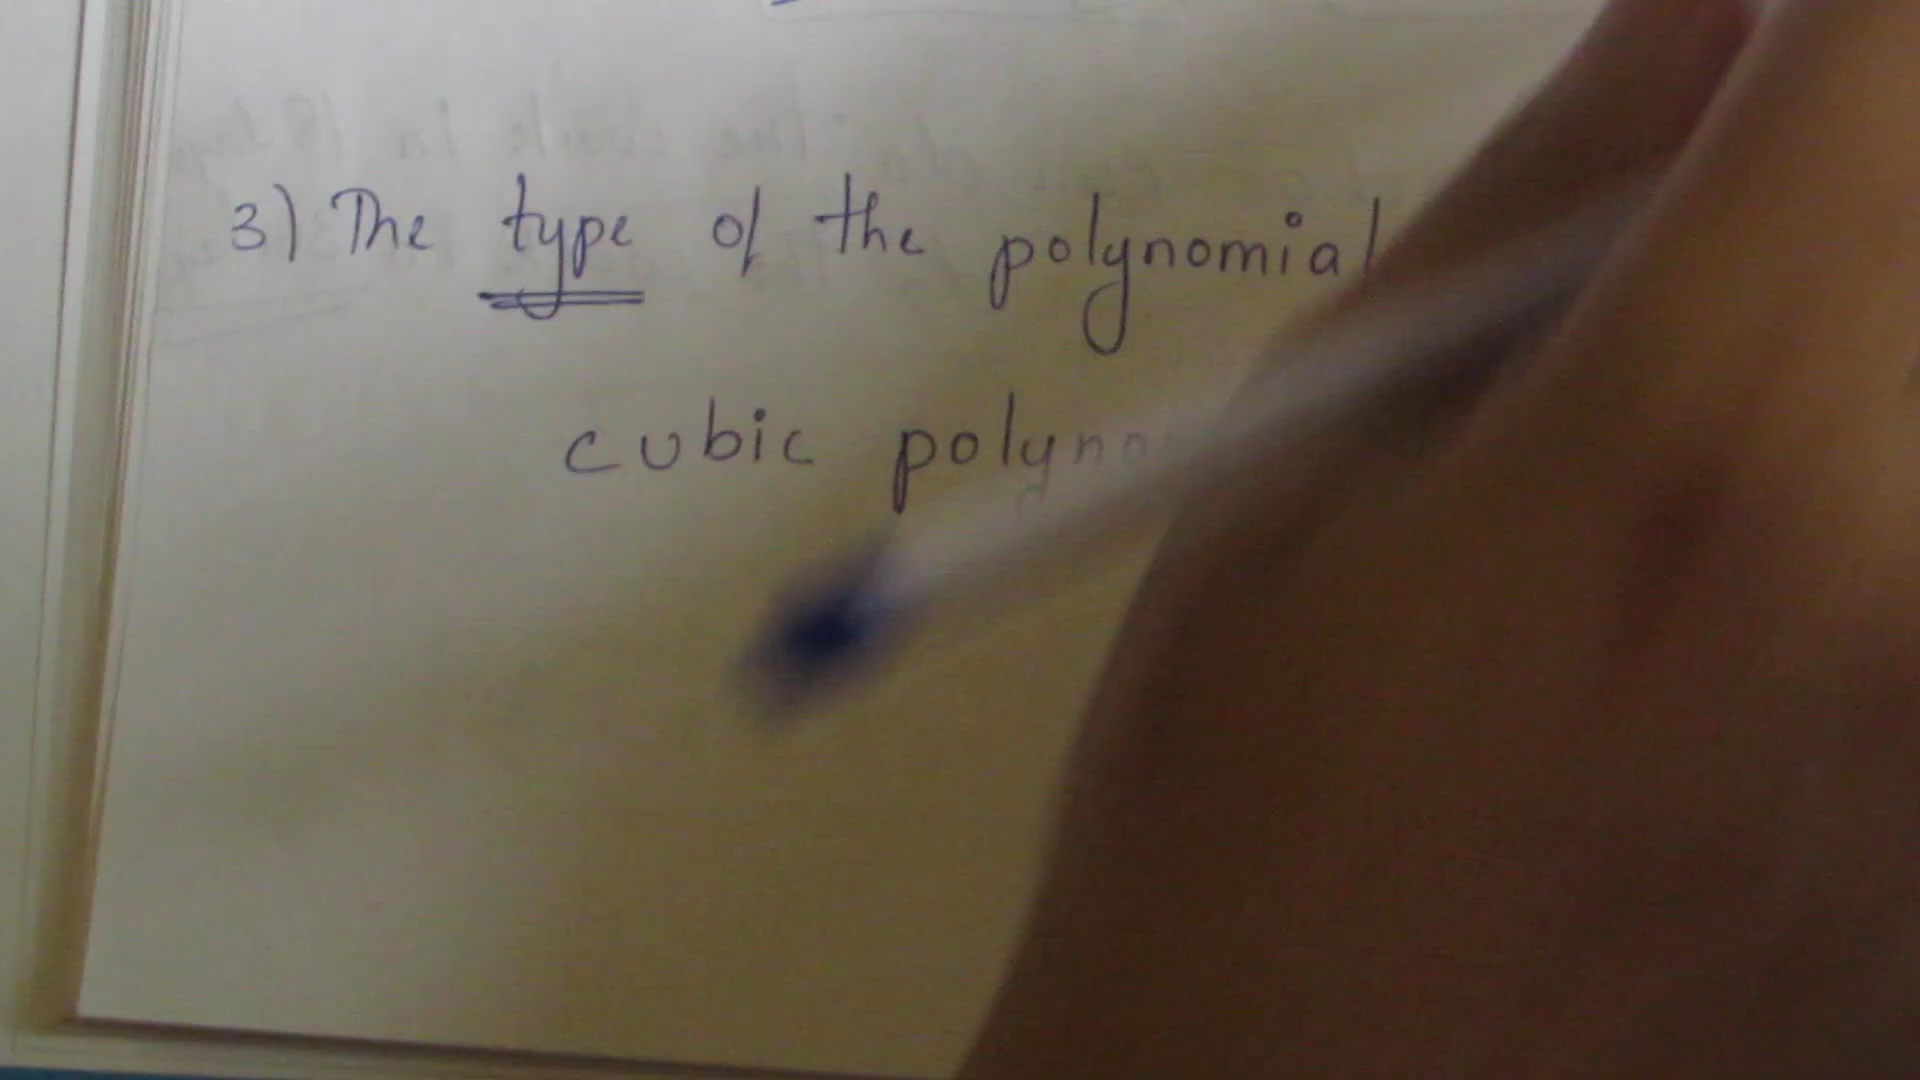 3) The type of the polynomial
cubic